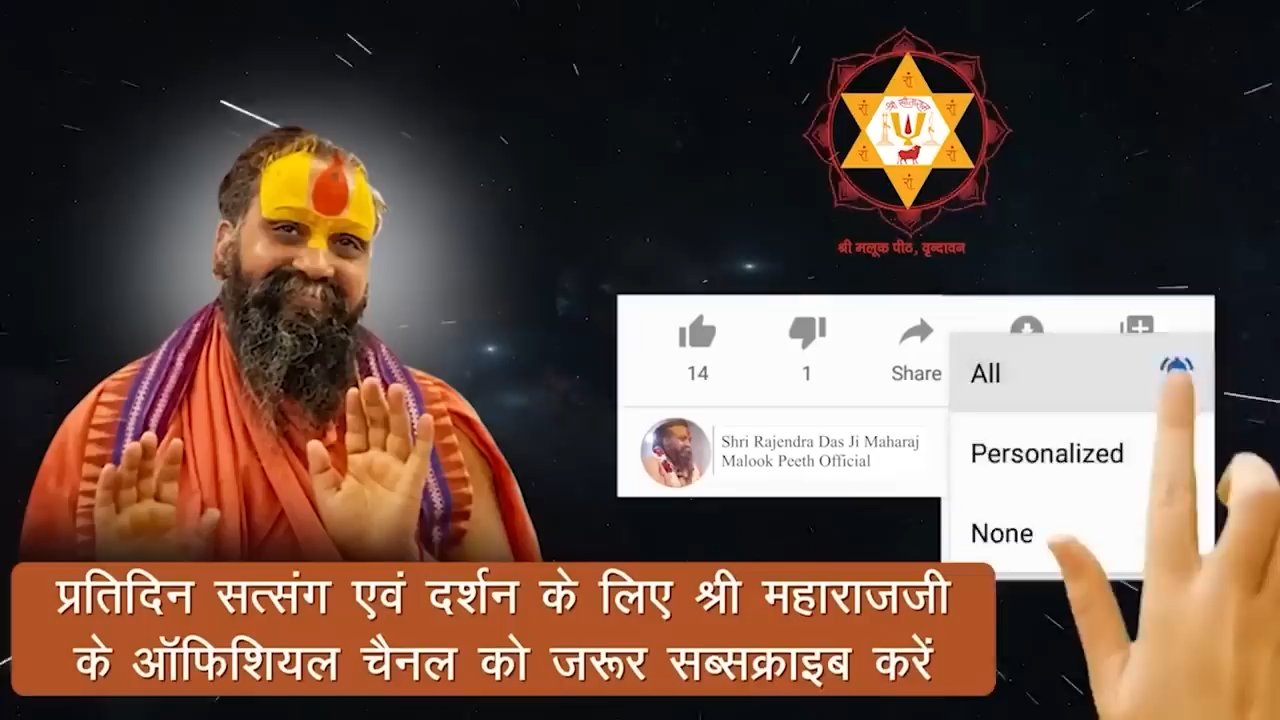 रां
रां
रां
श्री सीताराम
रां
रां
रां
श्री मलूक पीठ, वृन्दावन
14
1
Share
All
Shri Rajendra Das Ji Maharaj
Malook Peeth Official
Personalized
None
प्रतिदिन सत्संग एवं दर्शन के लिए श्री महाराजजी
के ऑफिशियल चैनल को जरूर सब्सक्राइब करें